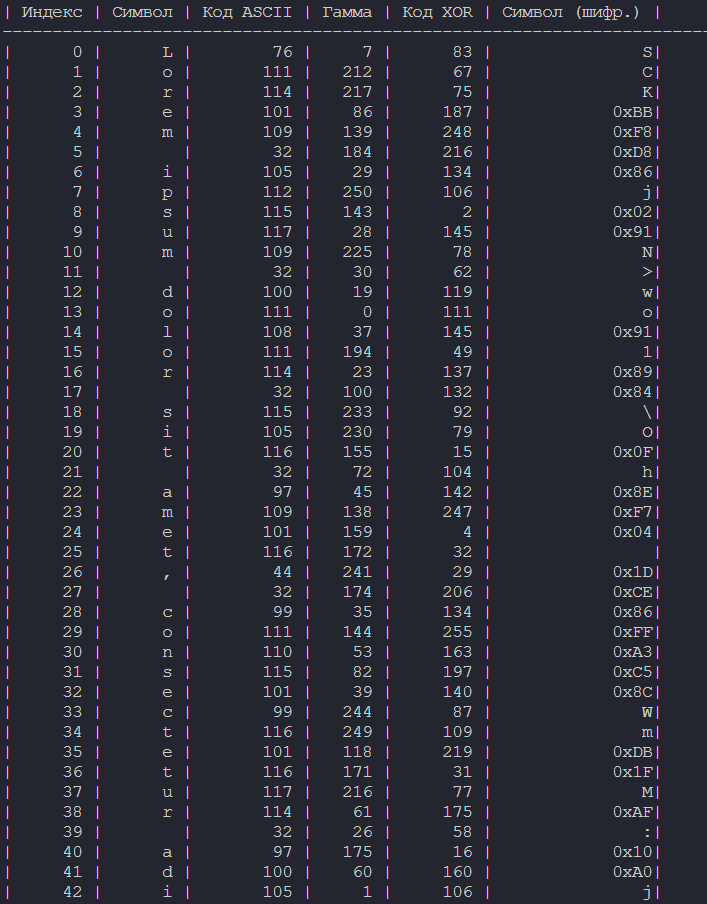 | Индекс | Символ | Код ASCII | Гамма | Код XOR | Символ (шифр.) |
--------------------------------------------------------------------
| 0 | L | 76 | 7 | 83 | S|
| 1 | o | 111 | 212 | 67 | C|
| 2 | r | 114 | 217 | 75 | K|
| 3 | e | 101 | 86 | 187 | 0xBB|
| 4 | m | 109 | 139 | 248 | 0xF8|
| 5 | | 32 | 184 | 216 | 0xD8|
| 6 | i | 105 | 29 | 134 | 0x86|
| 7 | p | 112 | 250 | 106 | j|
| 8 | s | 115 | 143 | 2 | 0x02|
| 9 | u | 117 | 28 | 145 | 0x91|
| 10 | m | 109 | 225 | 78 | N|
| 11 | | 32 | 30 | 62 | >|
| 12 | d | 100 | 19 | 119 | w|
| 13 | o | 111 | 0 | 111 | o|
| 14 | l | 108 | 37 | 145 | 0x91|
| 15 | o | 111 | 194 | 49 | 1|
| 16 | r | 114 | 23 | 137 | 0x89|
| 17 | | 32 | 100 | 132 | 0x84|
| 18 | s | 115 | 233 | 92 | \|
| 19 | i | 105 | 230 | 79 | O|
| 20 | t | 116 | 155 | 15 | 0x0F|
| 21 | | 32 | 72 | 104 | h|
| 22 | a | 97 | 45 | 142 | 0x8E|
| 23 | m | 109 | 138 | 247 | 0xF7|
| 24 | e | 101 | 159 | 4 | 0x04|
| 25 | t | 116 | 172 | 32 | |
| 26 | , | 44 | 241 | 29 | 0x1D|
| 27 | | 32 | 174 | 206 | 0xCE|
| 28 | c | 99 | 35 | 134 | 0x86|
| 29 | o | 111 | 144 | 255 | 0xFF|
| 30 | n | 110 | 53 | 163 | 0xA3|
| 31 | s | 115 | 82 | 197 | 0xC5|
| 32 | e | 101 | 39 | 140 | 0x8C|
| 33 | c | 99 | 244 | 87 | W|
| 34 | t | 116 | 249 | 109 | m|
| 35 | e | 101 | 118 | 219 | 0xDB|
| 36 | t | 116 | 171 | 31 | 0x1F|
| 37 | u | 117 | 216 | 77 | M|
| 38 | r | 114 | 61 | 175 | 0xAF|
| 39 | | 32 | 26 | 58 | :|
| 40 | a | 97 | 175 | 16 | 0x10|
| 41 | d | 100 | 60 | 160 | 0xA0|
| 42 | i | 105 | 1 | 106 | j|